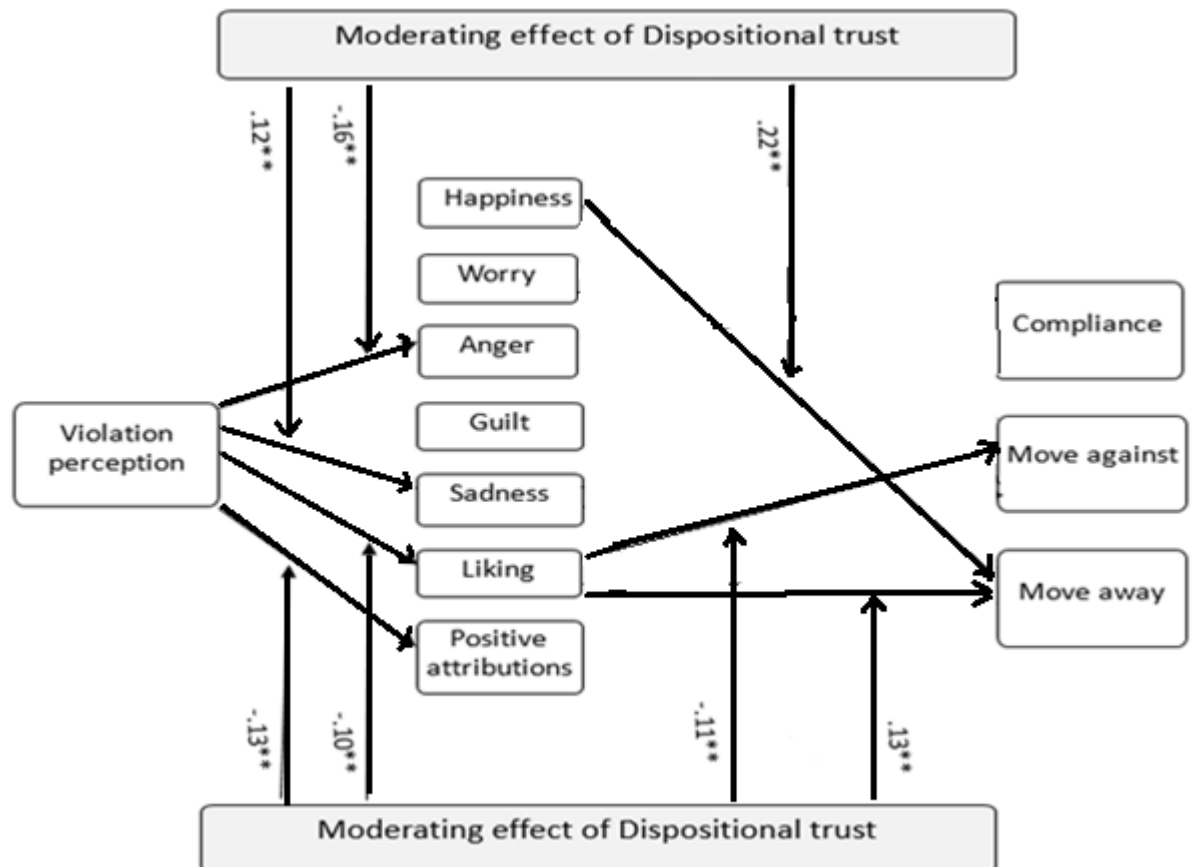 Moderating effect of Dispositional trust
.12**
-.16**
.22**
Happiness
Worry
Anger
Guilt
Sadness
Liking
Positive
attributions
Violation
perception
Compliance
Move against
Move away
-.13**
-.10**
-.11**
.13**
Moderating effect of Dispositional trust